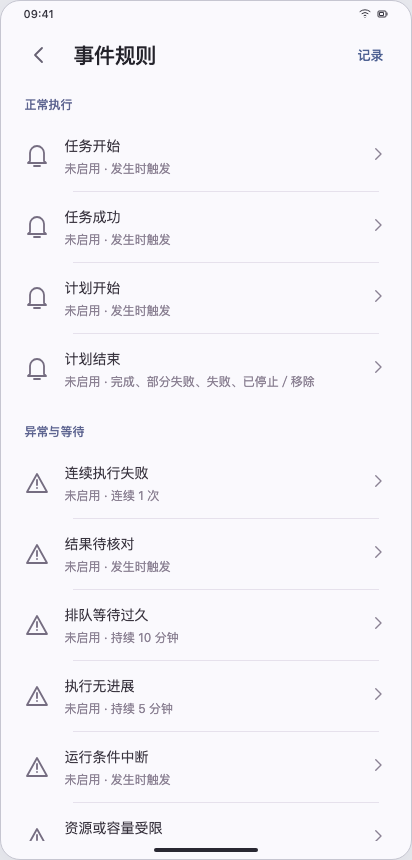 09:41
事件规则
记录
正常执行
任务开始
未启用 · 发生时触发
任务成功
未启用 · 发生时触发
计划开始
未启用 · 发生时触发
计划结束
未启用 · 完成、部分失败、失败、已停止 / 移除
异常与等待
连续执行失败
未启用 · 连续 1 次
结果待核对
未启用 · 发生时触发
排队等待过久
未启用 · 持续 10 分钟
执行无进展
未启用 · 持续 5 分钟
运行条件中断
未启用 · 发生时触发
资源或容量受限